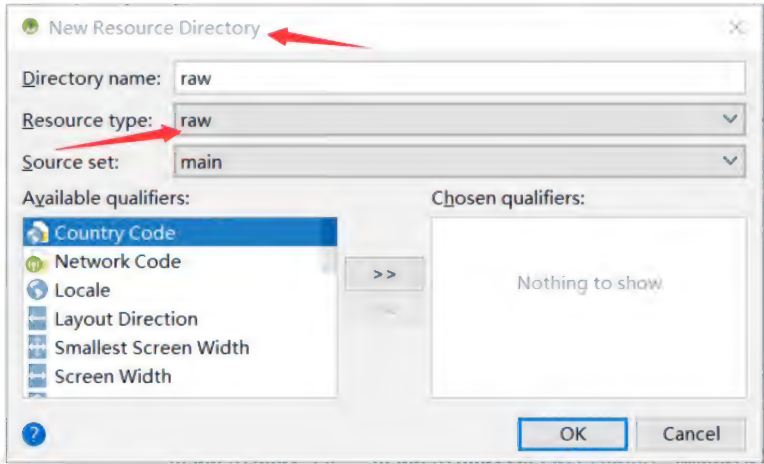 New Resource Directory
Directory name: raw
Resource type: raw
Source set: main
Available qualifiers: Chosen qualifiers:
Country Code
Network Code
Locale
Layout Direction
Smallest Screen Width
Screen Width
>>
Nothing to show
?
OK Cancel